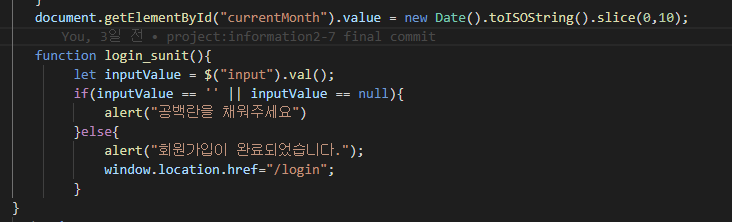 }
document.getElementById("currentMonth").value = new Date().toISOString().slice(0,10);
You, 3일 전 • project:information2-7 final commit
function login_sunit(){
let inputValue = $("input").val();
if(inputValue == '' || inputValue == null){
alert("공백란을 채워주세요")
}else{
alert("회원가입이 완료되었습니다.");
window.location.href="/login";
}
}